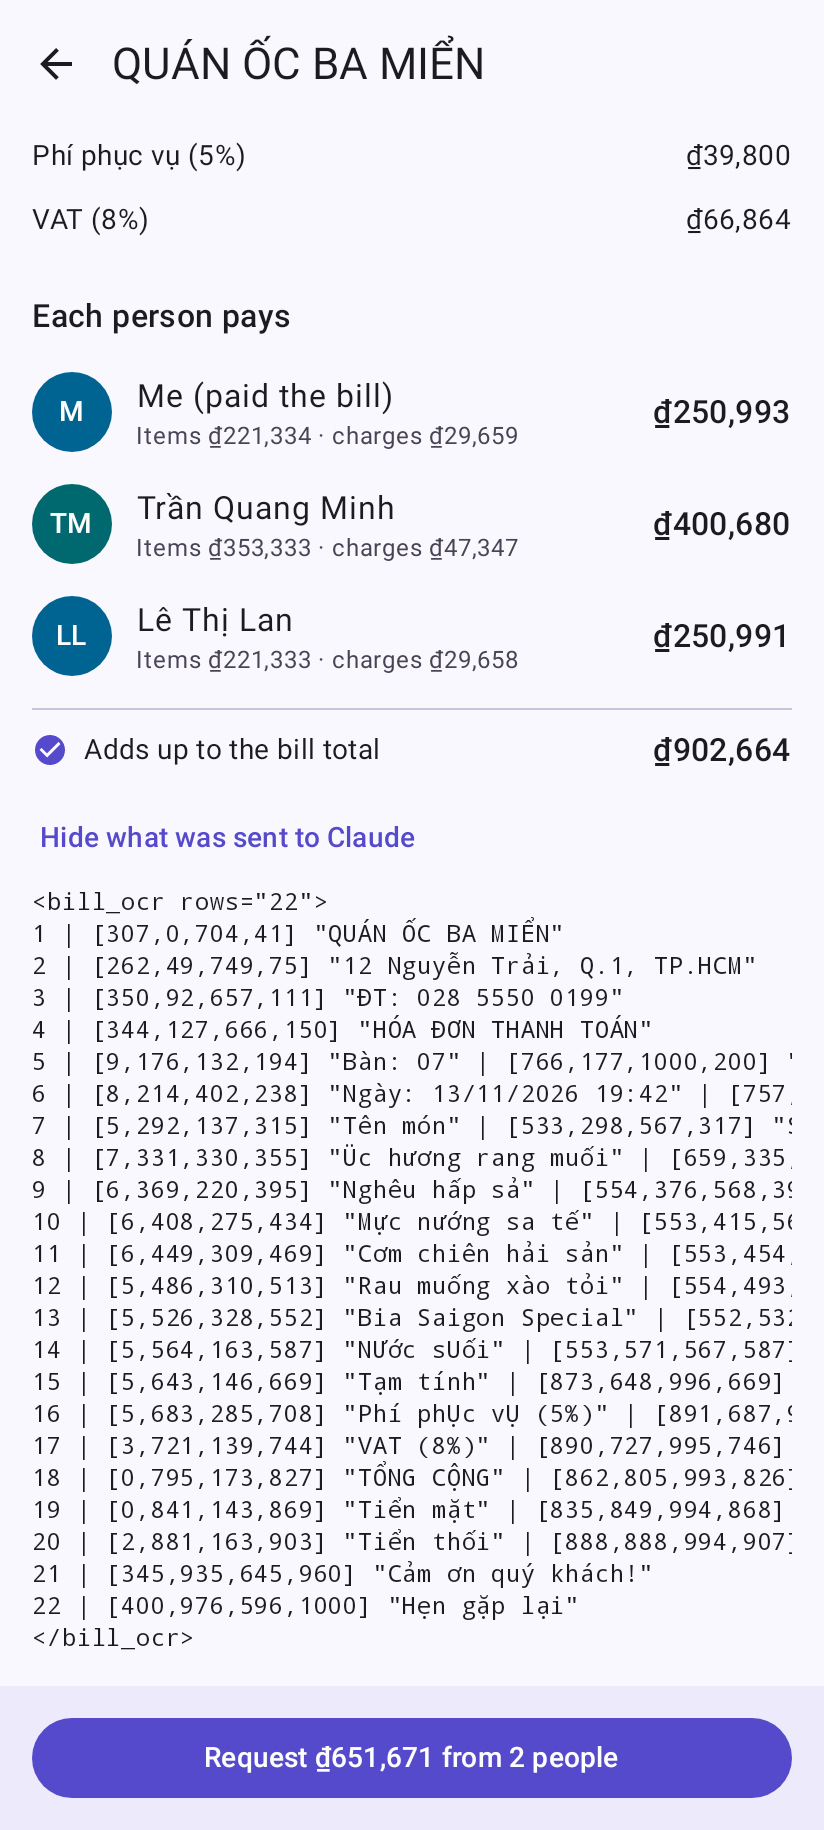 QUÁN ỐC BA MIỂN
Phí phục vụ (5%) ₫39,800
VAT (8%) ₫66,864
Each person pays
M Me (paid the bill) ₫250,993
Items ₫221,334 · charges ₫29,659
TM Trần Quang Minh ₫400,680
Items ₫353,333 · charges ₫47,347
LL Lê Thị Lan ₫250,991
Items ₫221,333 · charges ₫29,658
Adds up to the bill total ₫902,664
Hide what was sent to Claude
<bill_ocr rows="22">
1 | [307,0,704,41] "QUÁN ỐC BA MIỂN"
2 | [262,49,749,75] "12 Nguyễn Trải, Q.1, TP.HCM"
3 | [350,92,657,111] "ĐT: 028 5550 0199"
4 | [344,127,666,150] "HÓA ĐƠN THANH TOÁN"
5 | [9,176,132,194] "Bàn: 07" | [766,177,1000,200] "
6 | [8,214,402,238] "Ngày: 13/11/2026 19:42" | [757,
7 | [5,292,137,315] "Tên món" | [533,298,567,317] "S
8 | [7,331,330,355] "Üc hương rang muối" | [659,335,
9 | [6,369,220,395] "Nghêu hấp sả" | [554,376,568,39
10 | [6,408,275,434] "Mực nướng sa tế" | [553,415,56
11 | [6,449,309,469] "Cơm chiên hải sản" | [553,454,
12 | [5,486,310,513] "Rau muống xào tỏi" | [554,493,
13 | [5,526,328,552] "Bia Saigon Special" | [552,532
14 | [5,564,163,587] "NƯớc sUối" | [553,571,567,587]
15 | [5,643,146,669] "Tạm tính" | [873,648,996,669]
16 | [5,683,285,708] "Phí phỤc vỤ (5%)" | [891,687,9
17 | [3,721,139,744] "VAT (8%)" | [890,727,995,746]
18 | [0,795,173,827] "TỔNG CỘNG" | [862,805,993,826]
19 | [0,841,143,869] "Tiển mặt" | [835,849,994,868]
20 | [2,881,163,903] "Tiển thối" | [888,888,994,907]
21 | [345,935,645,960] "Cảm ơn quý khách!"
22 | [400,976,596,1000] "Hẹn gặp lại"
</bill_ocr>
Request ₫651,671 from 2 people